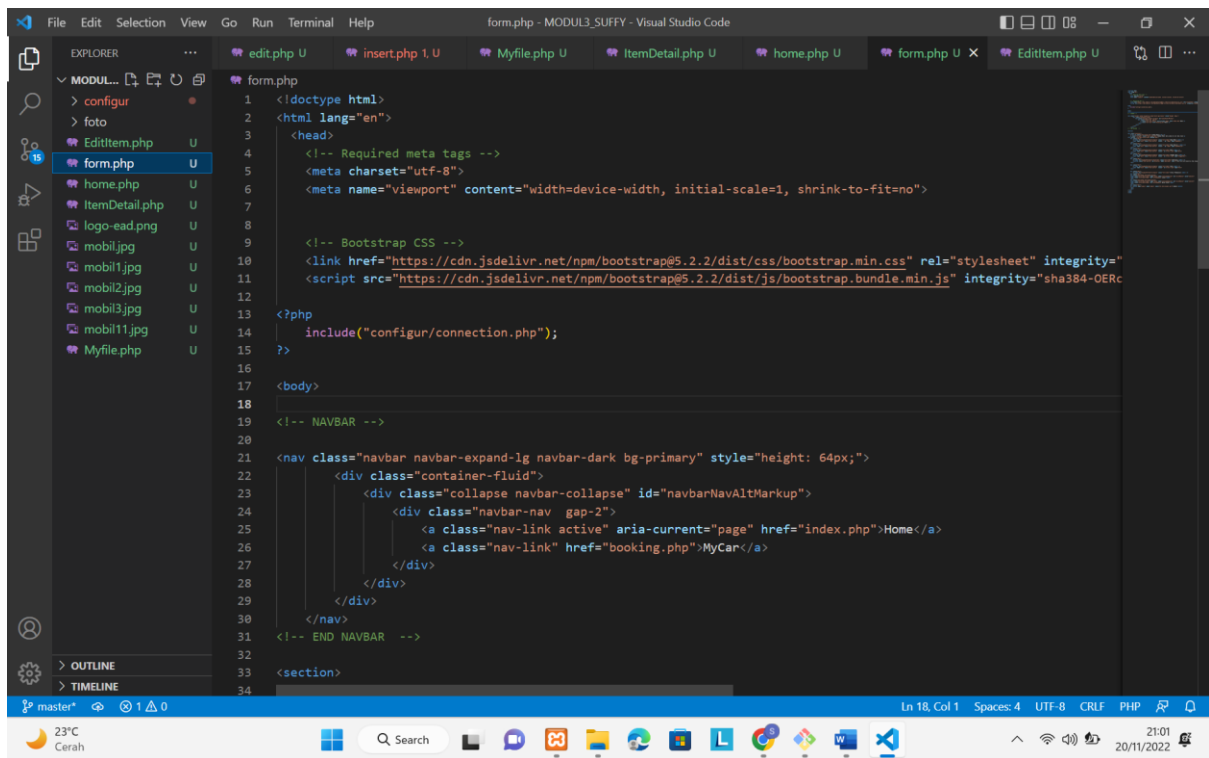 File Edit Selection View Go Run Terminal Help form.php - MODUL3_SUFFY - Visual Studio Code
EXPLORER
edit.php U insert.php 1, U Myfile.php U ItemDetail.php U home.php U form.php U EditItem.php U
MODUL...
configur
foto
EditItem.php U
form.php U
home.php U
ItemDetail.php U
logo-ead.png U
mobil.jpg U
mobil1.jpg U
mobil2.jpg U
mobil3.jpg U
mobil11.jpg U
Myfile.php U
OUTLINE
TIMELINE
15
form.php
1 <!doctype html>
2 <html lang="en">
3 <head>
4 <!-- Required meta tags -->
5 <meta charset="utf-8">
6 <meta name="viewport" content="width=device-width, initial-scale=1, shrink-to-fit=no">
7
8
9 <!-- Bootstrap CSS -->
10 <link href="https://cdn.jsdelivr.net/npm/bootstrap@5.2.2/dist/css/bootstrap.min.css" rel="stylesheet" integrity="
11 <script src="https://cdn.jsdelivr.net/npm/bootstrap@5.2.2/dist/js/bootstrap.bundle.min.js" integrity="sha384-OERc
12
13 <?php
14 include("configur/connection.php");
15 ?>
16
17 <body>
18
19 <!-- NAVBAR -->
20
21 <nav class="navbar navbar-expand-lg navbar-dark bg-primary" style="height: 64px;">
22 <div class="container-fluid">
23 <div class="collapse navbar-collapse" id="navbarNavAltMarkup">
24 <div class="navbar-nav  gap-2">
25 <a class="nav-link active" aria-current="page" href="index.php">Home</a>
26 <a class="nav-link" href="booking.php">MyCar</a>
27 </div>
28 </div>
29 </div>
30 </nav>
31 <!-- END NAVBAR  -->
32
33 <section>
34
master* 1 0 Ln 18, Col 1 Spaces: 4 UTF-8 CRLF PHP
23°C
Cerah
Search
21:01
20/11/2022